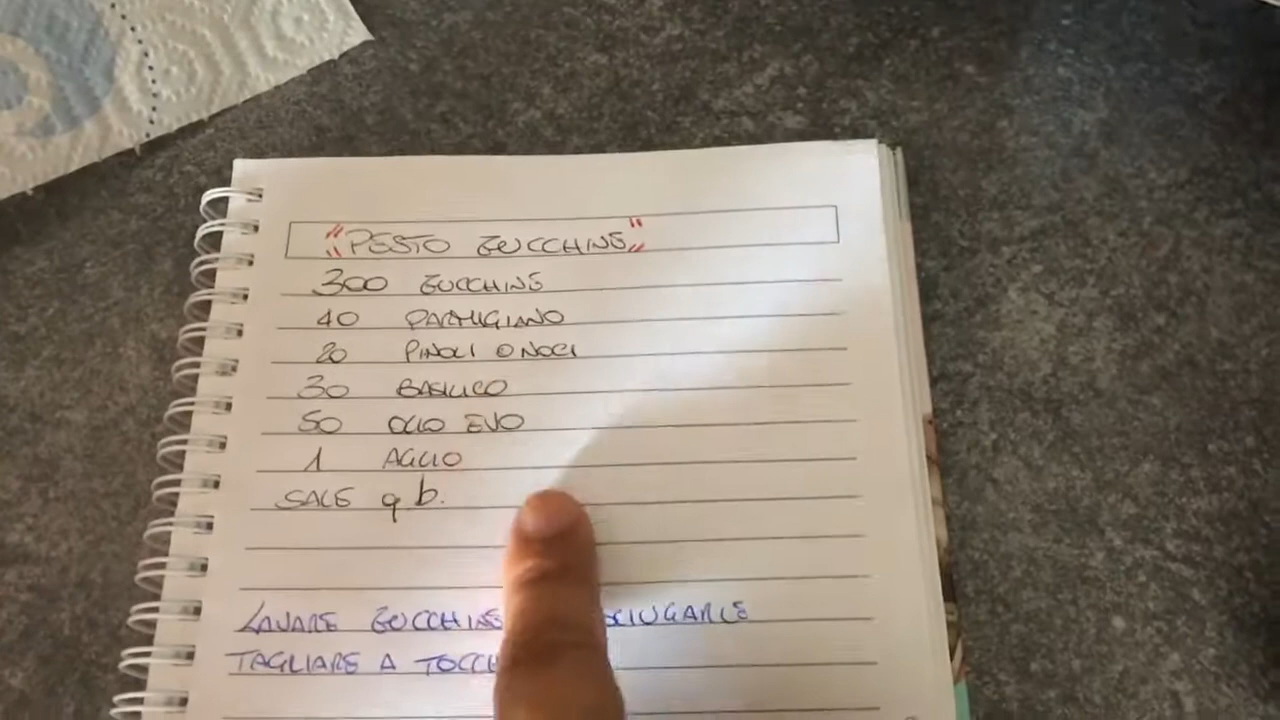 "PESTO ZUCCHINE"
300 ZUCCHINE
40 PARMIGIANO
20 PINOLI O NOCI
30 BASILICO
50 OLIO EVO
1 AGLIO
SALE q b.
LAVARE ZUCCHINE
TAGLIARE A